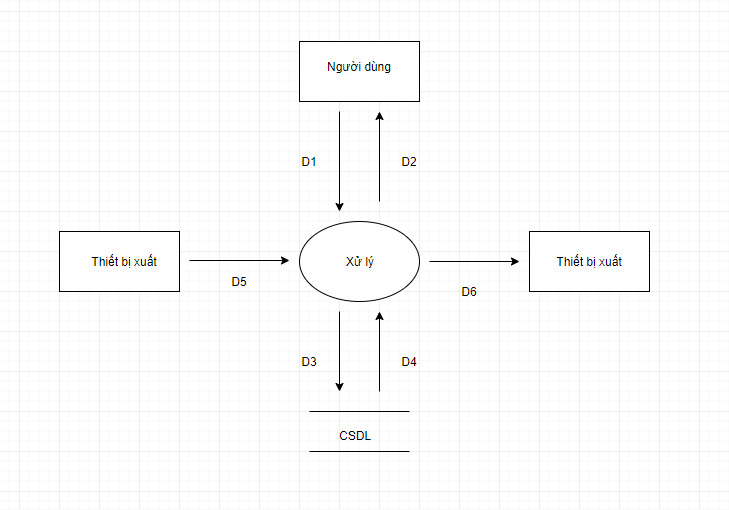 Người dùng
D1
D2
Thiết bị xuất
Xử lý
Thiết bị xuất
D5
D6
D3
D4
CSDL